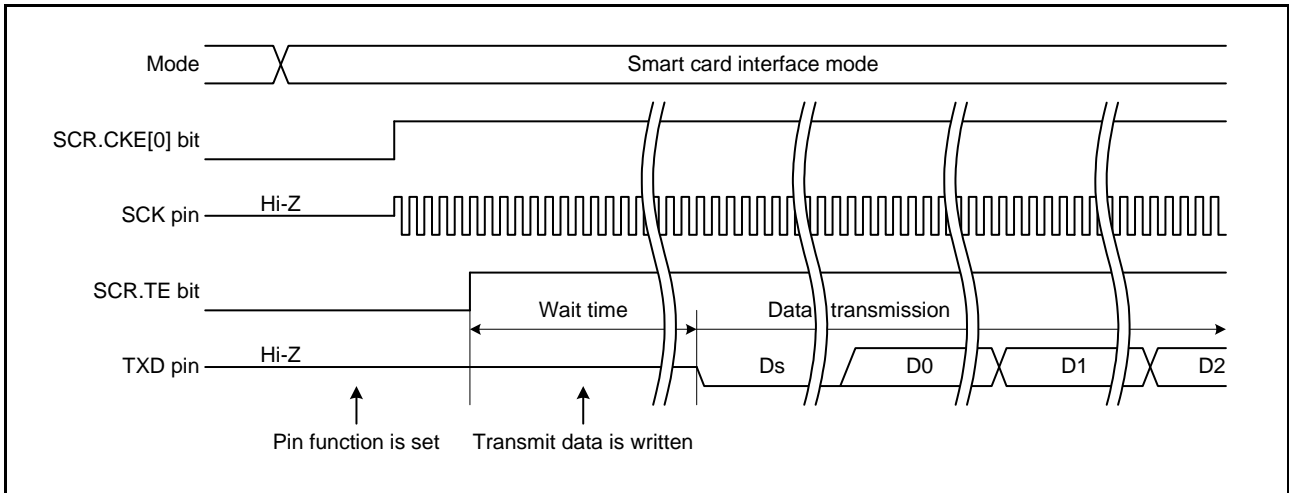 Mode
Smart card interface mode
SCR.CKE[0] bit
SCK pin
Hi-Z
SCR.TE bit
Wait time
Data transmission
TXD pin
Hi-Z
Ds
D0
D1
D2
Pin function is set
Transmit data is written